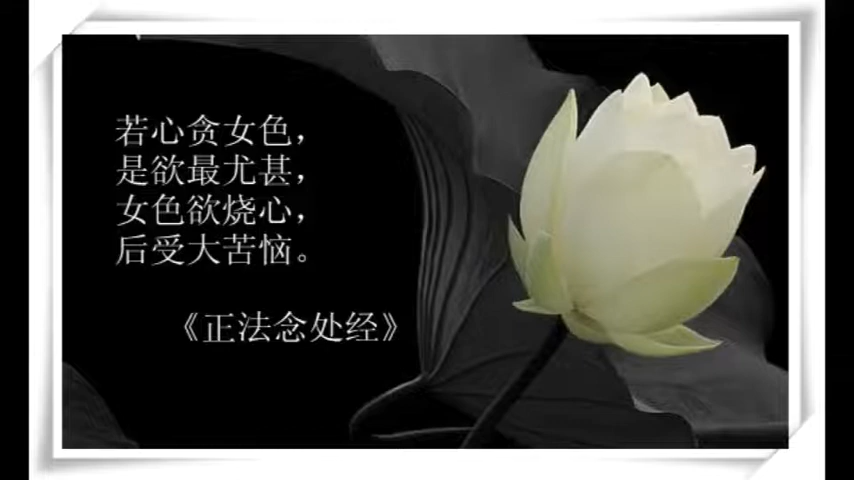 若心贪女色，
是欲最尤甚，
女色欲烧心，
后受大苦恼。
《正法念处经》